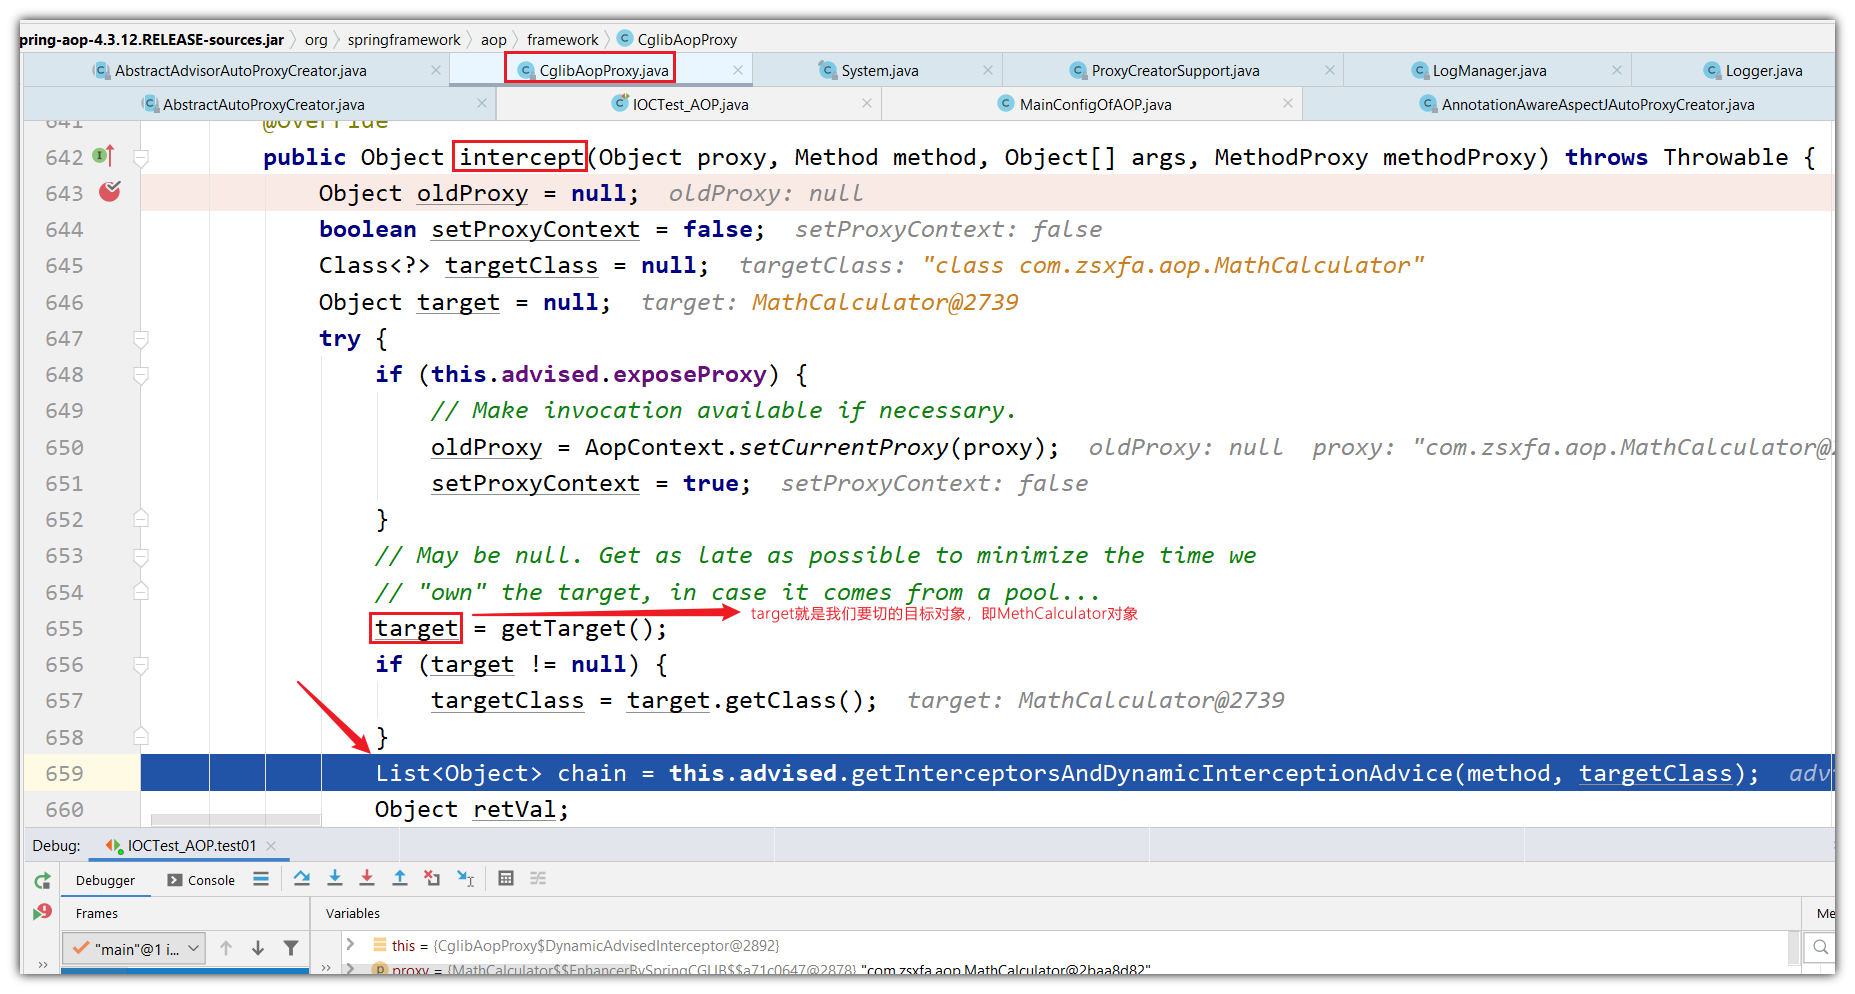 pring-aop-4.3.12.RELEASE-sources.jar › org › springframework › aop › framework › CglibAopProxy
AbstractAdvisorAutoProxyCreator.java CglibAopProxy.java System.java ProxyCreatorSupport.java LogManager.java Logger.java
AbstractAutoProxyCreator.java IOCTest_AOP.java MainConfigOfAOP.java AnnotationAwareAspectJAutoProxyCreator.java
641 @Override
642 public Object intercept(Object proxy, Method method, Object[] args, MethodProxy methodProxy) throws Throwable {
643 Object oldProxy = null; oldProxy: null
644 boolean setProxyContext = false; setProxyContext: false
645 Class<?> targetClass = null; targetClass: "class com.zsxfa.aop.MathCalculator"
646 Object target = null; target: MathCalculator@2739
647 try {
648 if (this.advised.exposeProxy) {
649 // Make invocation available if necessary.
650 oldProxy = AopContext.setCurrentProxy(proxy); oldProxy: null proxy: "com.zsxfa.aop.MathCalculator@
651 setProxyContext = true; setProxyContext: false
652 }
653 // May be null. Get as late as possible to minimize the time we
654 // "own" the target, in case it comes from a pool...
target就是我们要切的目标对象，即MethCalculator对象
655 target = getTarget();
656 if (target != null) {
657 targetClass = target.getClass(); target: MathCalculator@2739
658 }
659 List<Object> chain = this.advised.getInterceptorsAndDynamicInterceptionAdvice(method, targetClass); adv
660 Object retVal;
Debug: IOCTest_AOP.test01
Debugger Console
Frames Variables Me
"main"@1 i... this = {CglibAopProxy$DynamicAdvisedInterceptor@2892}
proxy = {MathCalculator$$EnhancerBySpringCGLIB$$a71c0647@2878} "com.zsxfa.aop.MathCalculator@2baa8d82"